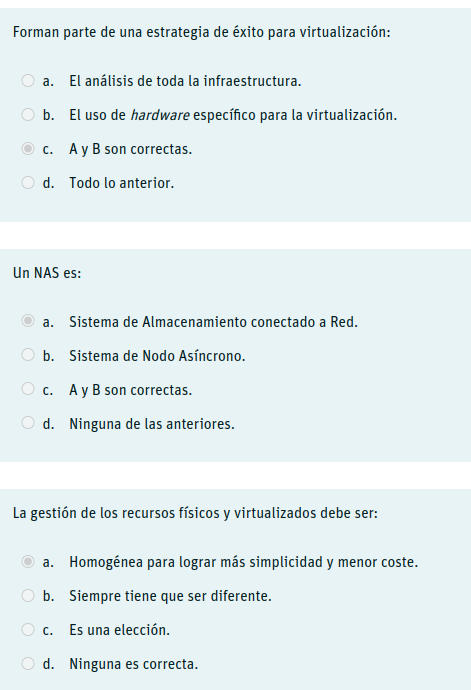 Forman parte de una estrategia de éxito para virtualización:
a. El análisis de toda la infraestructura.
b. El uso de hardware específico para la virtualización.
c. A y B son correctas.
d. Todo lo anterior.
Un NAS es:
a. Sistema de Almacenamiento conectado a Red.
b. Sistema de Nodo Asíncrono.
c. A y B son correctas.
d. Ninguna de las anteriores.
La gestión de los recursos físicos y virtualizados debe ser:
a. Homogénea para lograr más simplicidad y menor coste.
b. Siempre tiene que ser diferente.
c. Es una elección.
d. Ninguna es correcta.